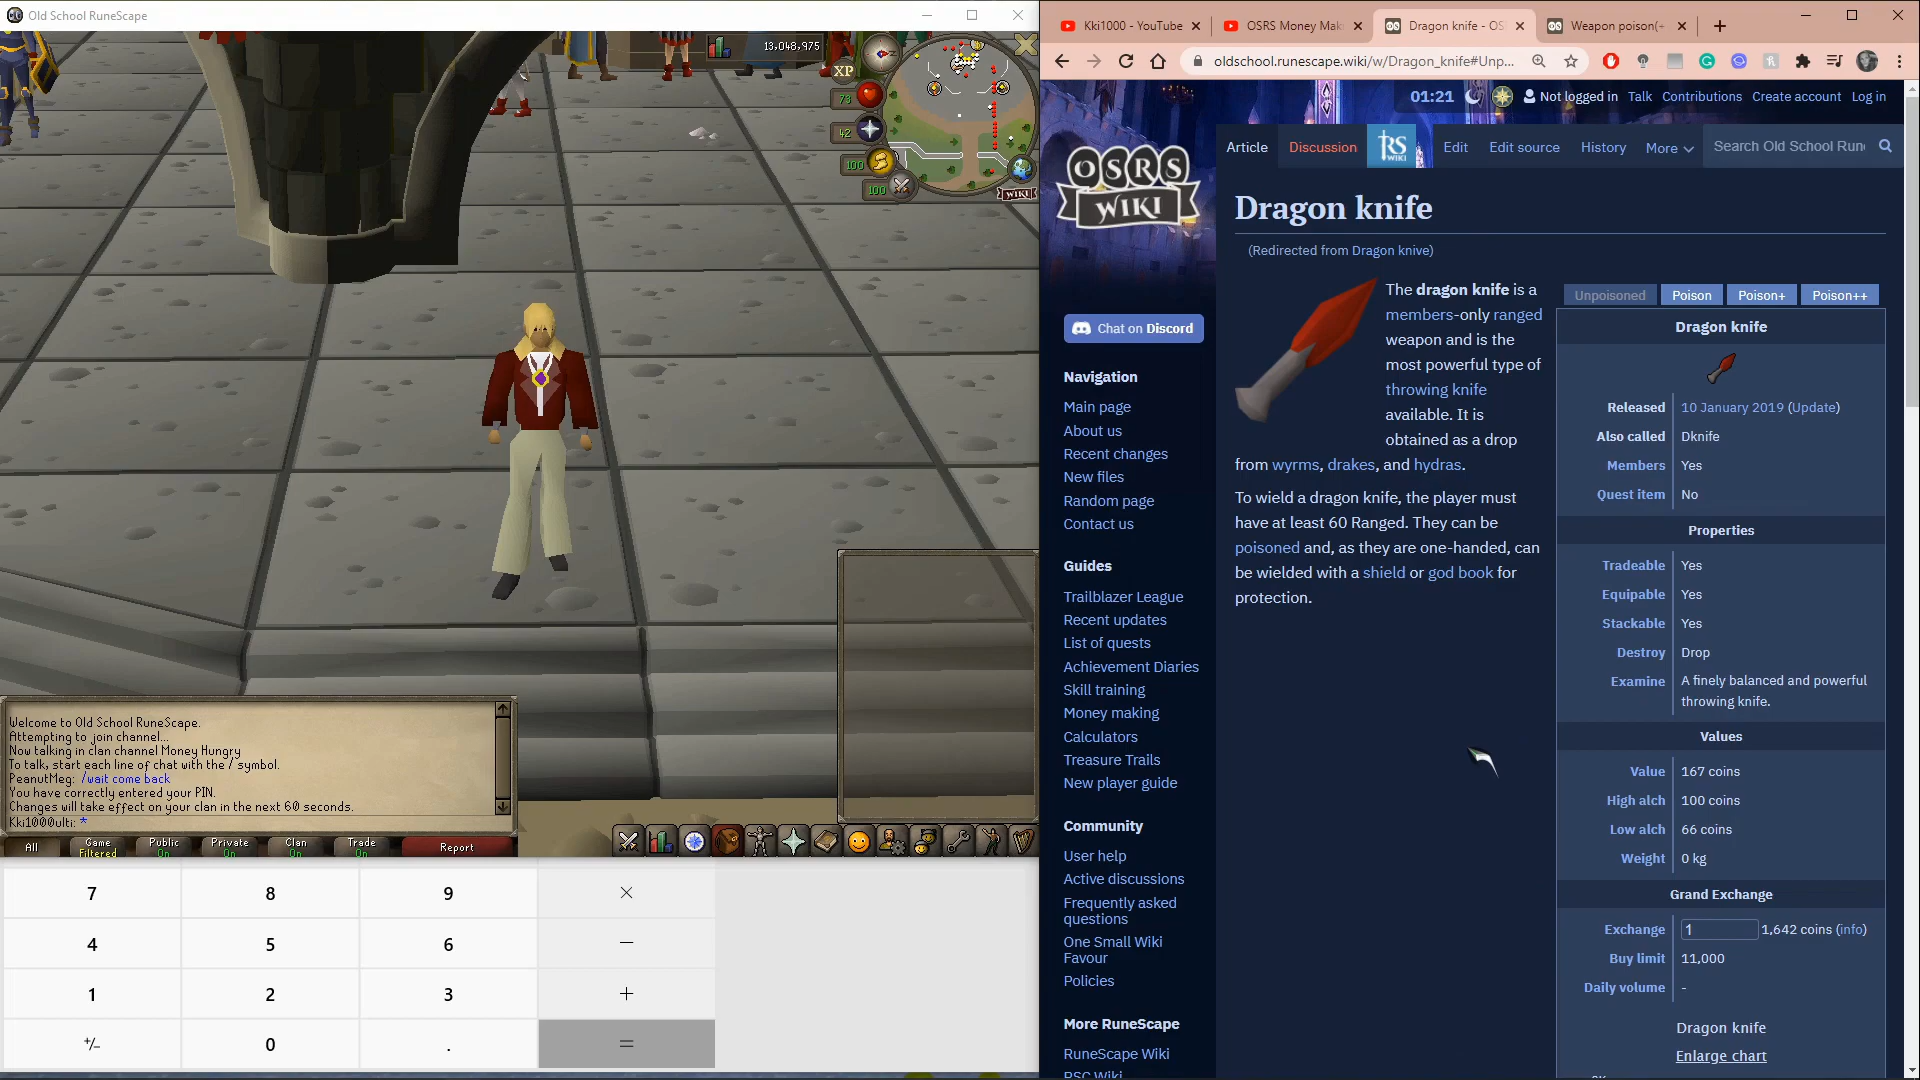 Old School RuneScape
13,048,975
XP
73
42
100
100
WIKI
Welcome to Old School RuneScape.
Attempting to join channel...
Now talking in clan channel Money Hungry
To talk, start each line of chat with the / symbol.
PeanutMeg: /wait come back
You have correctly entered your PIN.
Changes will take effect on your clan in the next 60 seconds.
Kki1000ulti: *
All
Game
Filtered
Public
On
Private
On
Clan
On
Trade
On
Report
7 8 9 ×
4 5 6 −
1 2 3 +
+/− 0 . =
Kki1000 - YouTube
OSRS Money Mak
Dragon knife - OS
Weapon poison(+
oldschool.runescape.wiki/w/Dragon_knife#Unp...
01:21
Not logged in Talk Contributions Create account Log in
Article Discussion RS WIKI Edit Edit source History More
Search Old School Run
OSRS
WIKI
Chat on Discord
Navigation
Main page
About us
Recent changes
New files
Random page
Contact us
Guides
Trailblazer League
Recent updates
List of quests
Achievement Diaries
Skill training
Money making
Calculators
Treasure Trails
New player guide
Community
User help
Active discussions
Frequently asked
questions
One Small Wiki
Favour
Policies
More RuneScape
RuneScape Wiki
RSC Wiki
Dragon knife
(Redirected from Dragon knive)
The dragon knife is a
members-only ranged
weapon and is the
most powerful type of
throwing knife
available. It is
obtained as a drop
from wyrms, drakes, and hydras.
To wield a dragon knife, the player must
have at least 60 Ranged. They can be
poisoned and, as they are one-handed, can
be wielded with a shield or god book for
protection.
Unpoisoned Poison Poison+ Poison++
Dragon knife
Released 10 January 2019 (Update)
Also called Dknife
Members Yes
Quest item No
Properties
Tradeable Yes
Equipable Yes
Stackable Yes
Destroy Drop
Examine A finely balanced and powerful
throwing knife.
Values
Value 167 coins
High alch 100 coins
Low alch 66 coins
Weight 0 kg
Grand Exchange
Exchange 1 1,642 coins (info)
Buy limit 11,000
Daily volume -
Dragon knife
Enlarge chart